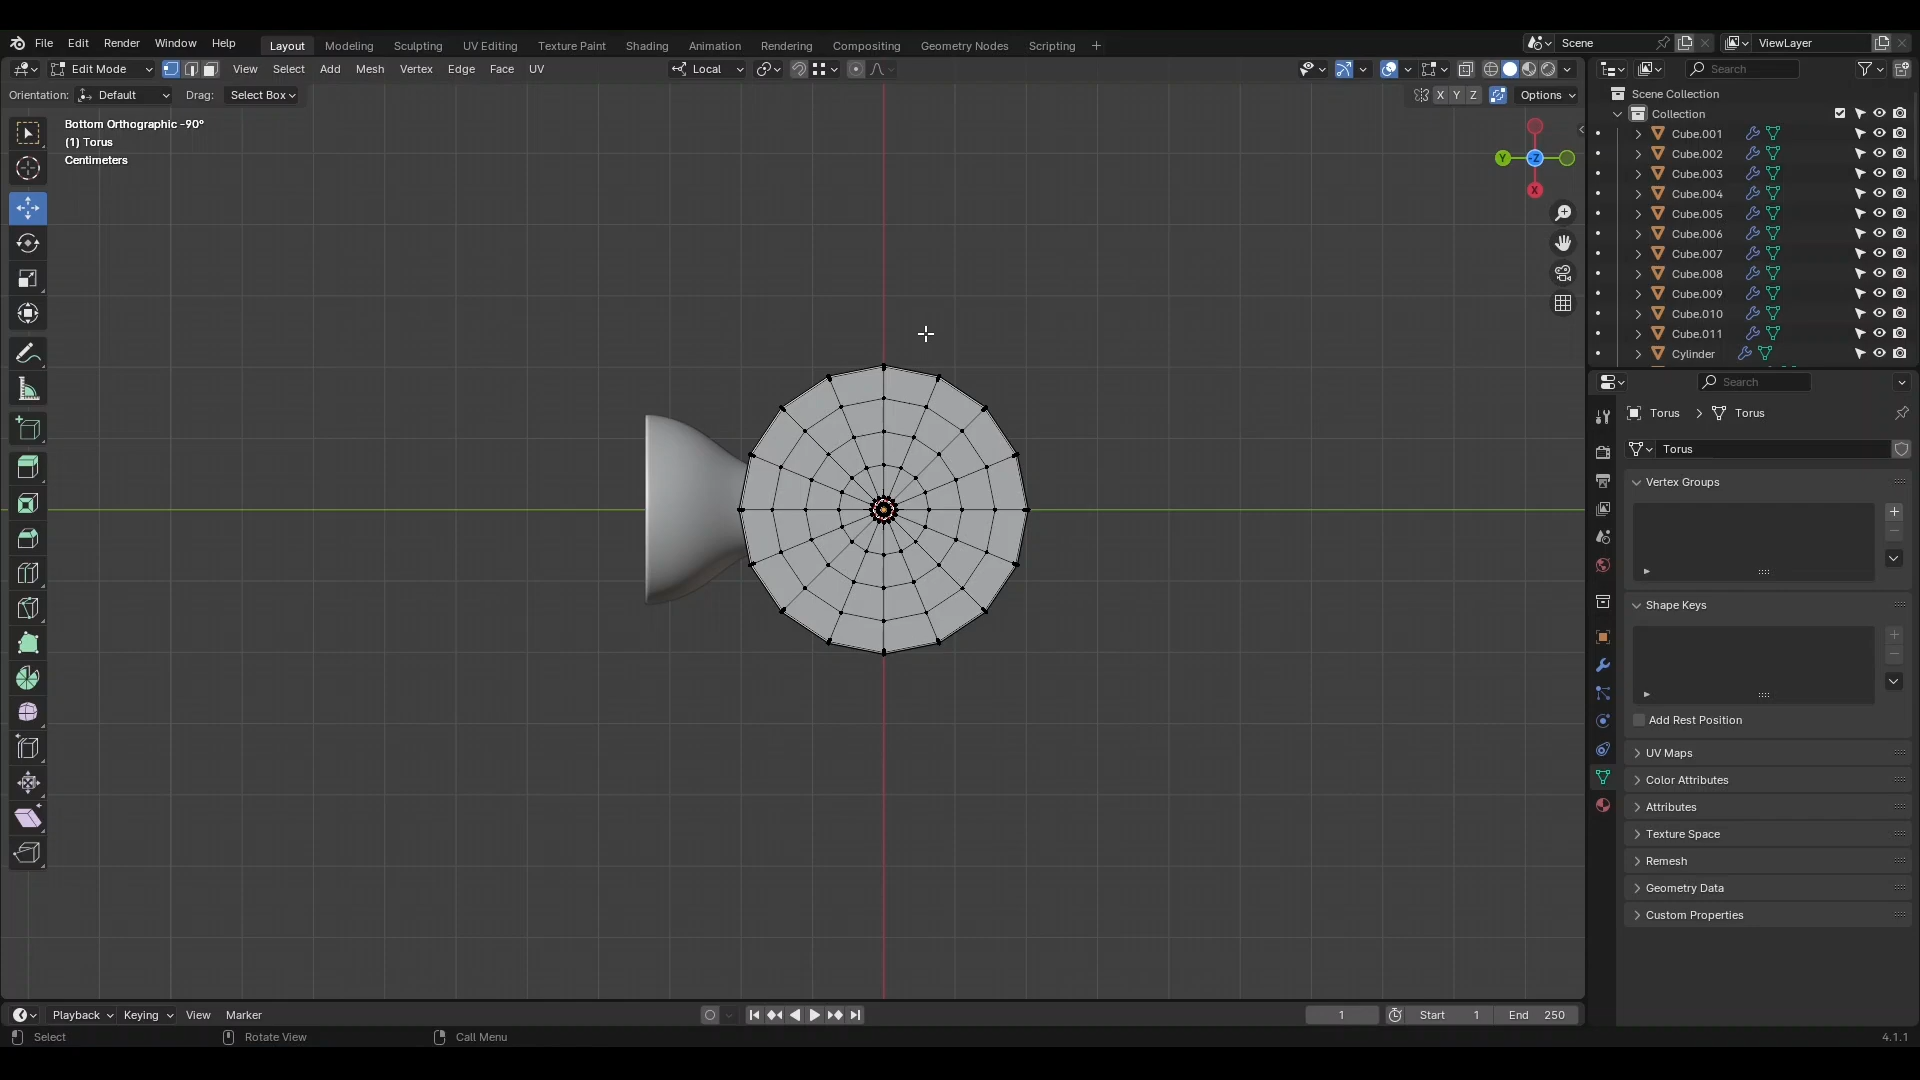 File Edit Render Window Help Layout Modeling Sculpting UV Editing Texture Paint Shading Animation Rendering Compositing Geometry Nodes Scripting + Scene ViewLayer
Edit Mode View Select Add Mesh Vertex Edge Face UV Local Search
Orientation: Default Drag: Select Box X Y Z Options
Scene Collection
Bottom Orthographic -90°
(1) Torus
Centimeters
Y -Z X
Collection
Cube.001
Cube.002
Cube.003
Cube.004
Cube.005
Cube.006
Cube.007
Cube.008
Cube.009
Cube.010
Cube.011
Cylinder
Search
Torus > Torus
Torus
Vertex Groups
Shape Keys
Add Rest Position
UV Maps
Color Attributes
Attributes
Texture Space
Remesh
Geometry Data
Custom Properties
Playback Keying View Marker 1 Start 1 End 250
Select Rotate View Call Menu 4.1.1